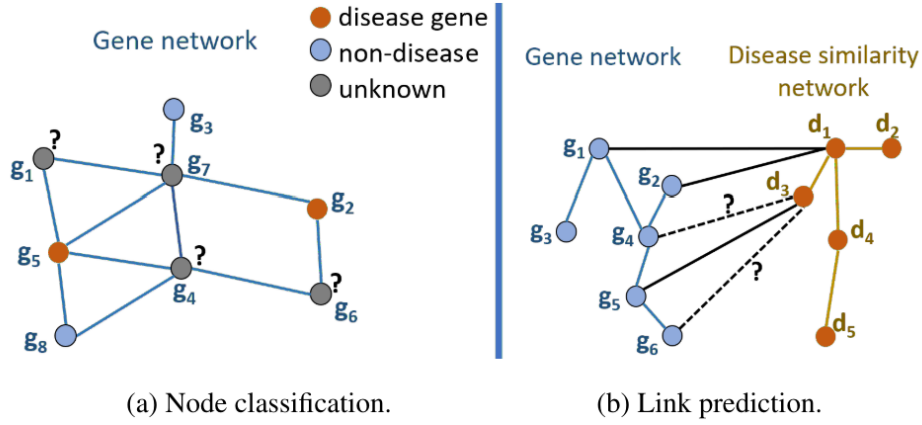 Gene network
disease gene
non-disease
unknown
g3
?
g1
?
g7
g2
g5
?
g4
?
g6
g8
(a) Node classification.
Gene network
Disease similarity
network
g1
d1
d2
g2
d3
?
g3
g4
d4
?
g5
g6
d5
(b) Link prediction.